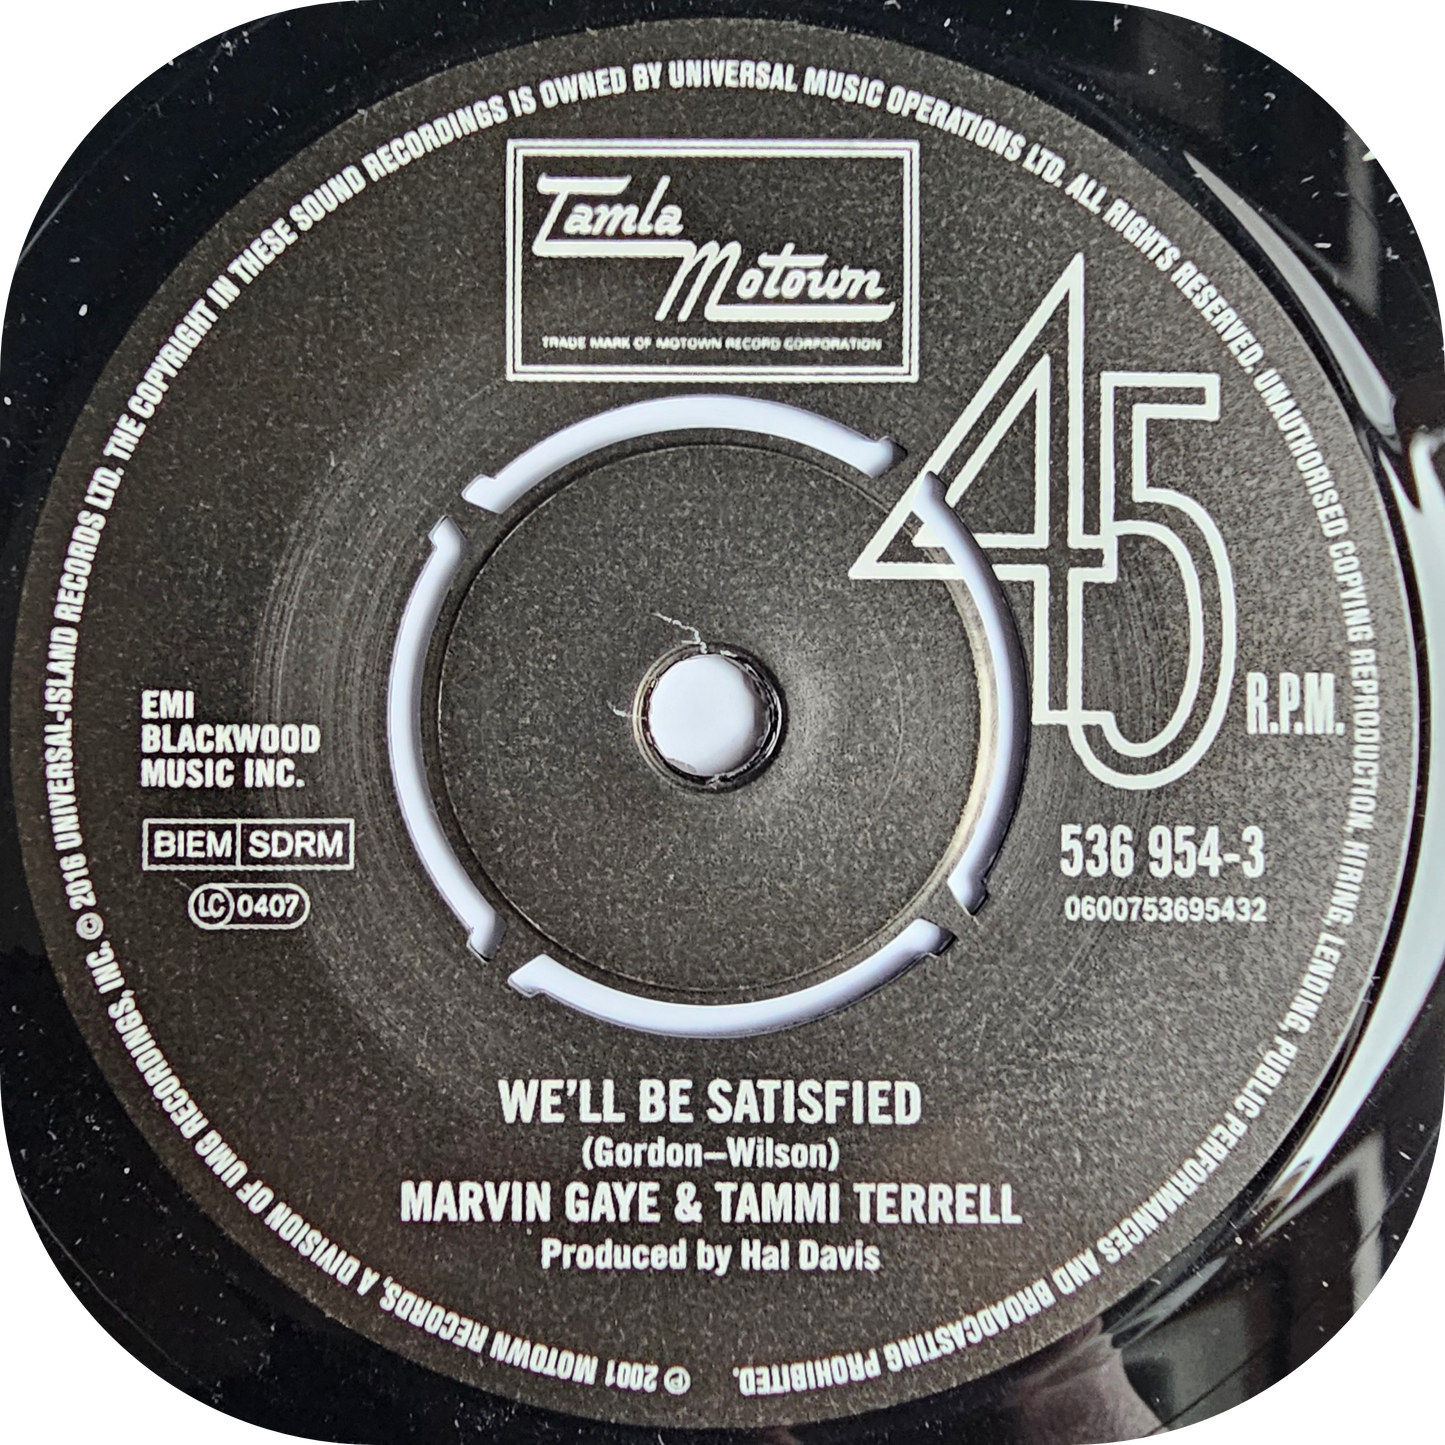 ℗ 2001 MOTOWN RECORDS, A DIVISION OF UMG RECORDINGS, INC. © 2016 UNIVERSAL-ISLAND RECORDS LTD. THE COPYRIGHT IN THESE SOUND RECORDINGS IS OWNED BY UNIVERSAL MUSIC OPERATIONS LTD. ALL RIGHTS RESERVED. UNAUTHORISED COPYING REPRODUCTION, HIRING, LENDING, PUBLIC PERFORMANCES AND BROADCASTING PROHIBITED.
Tamla
Motown
TRADE MARK OF MOTOWN RECORD CORPORATION
45
R.P.M.
EMI
BLACKWOOD
MUSIC INC.
BIEM SDRM
LC 0407
536 954-3
0600753695432
WE'LL BE SATISFIED
(Gordon–Wilson)
MARVIN GAYE & TAMMI TERRELL
Produced by Hal Davis